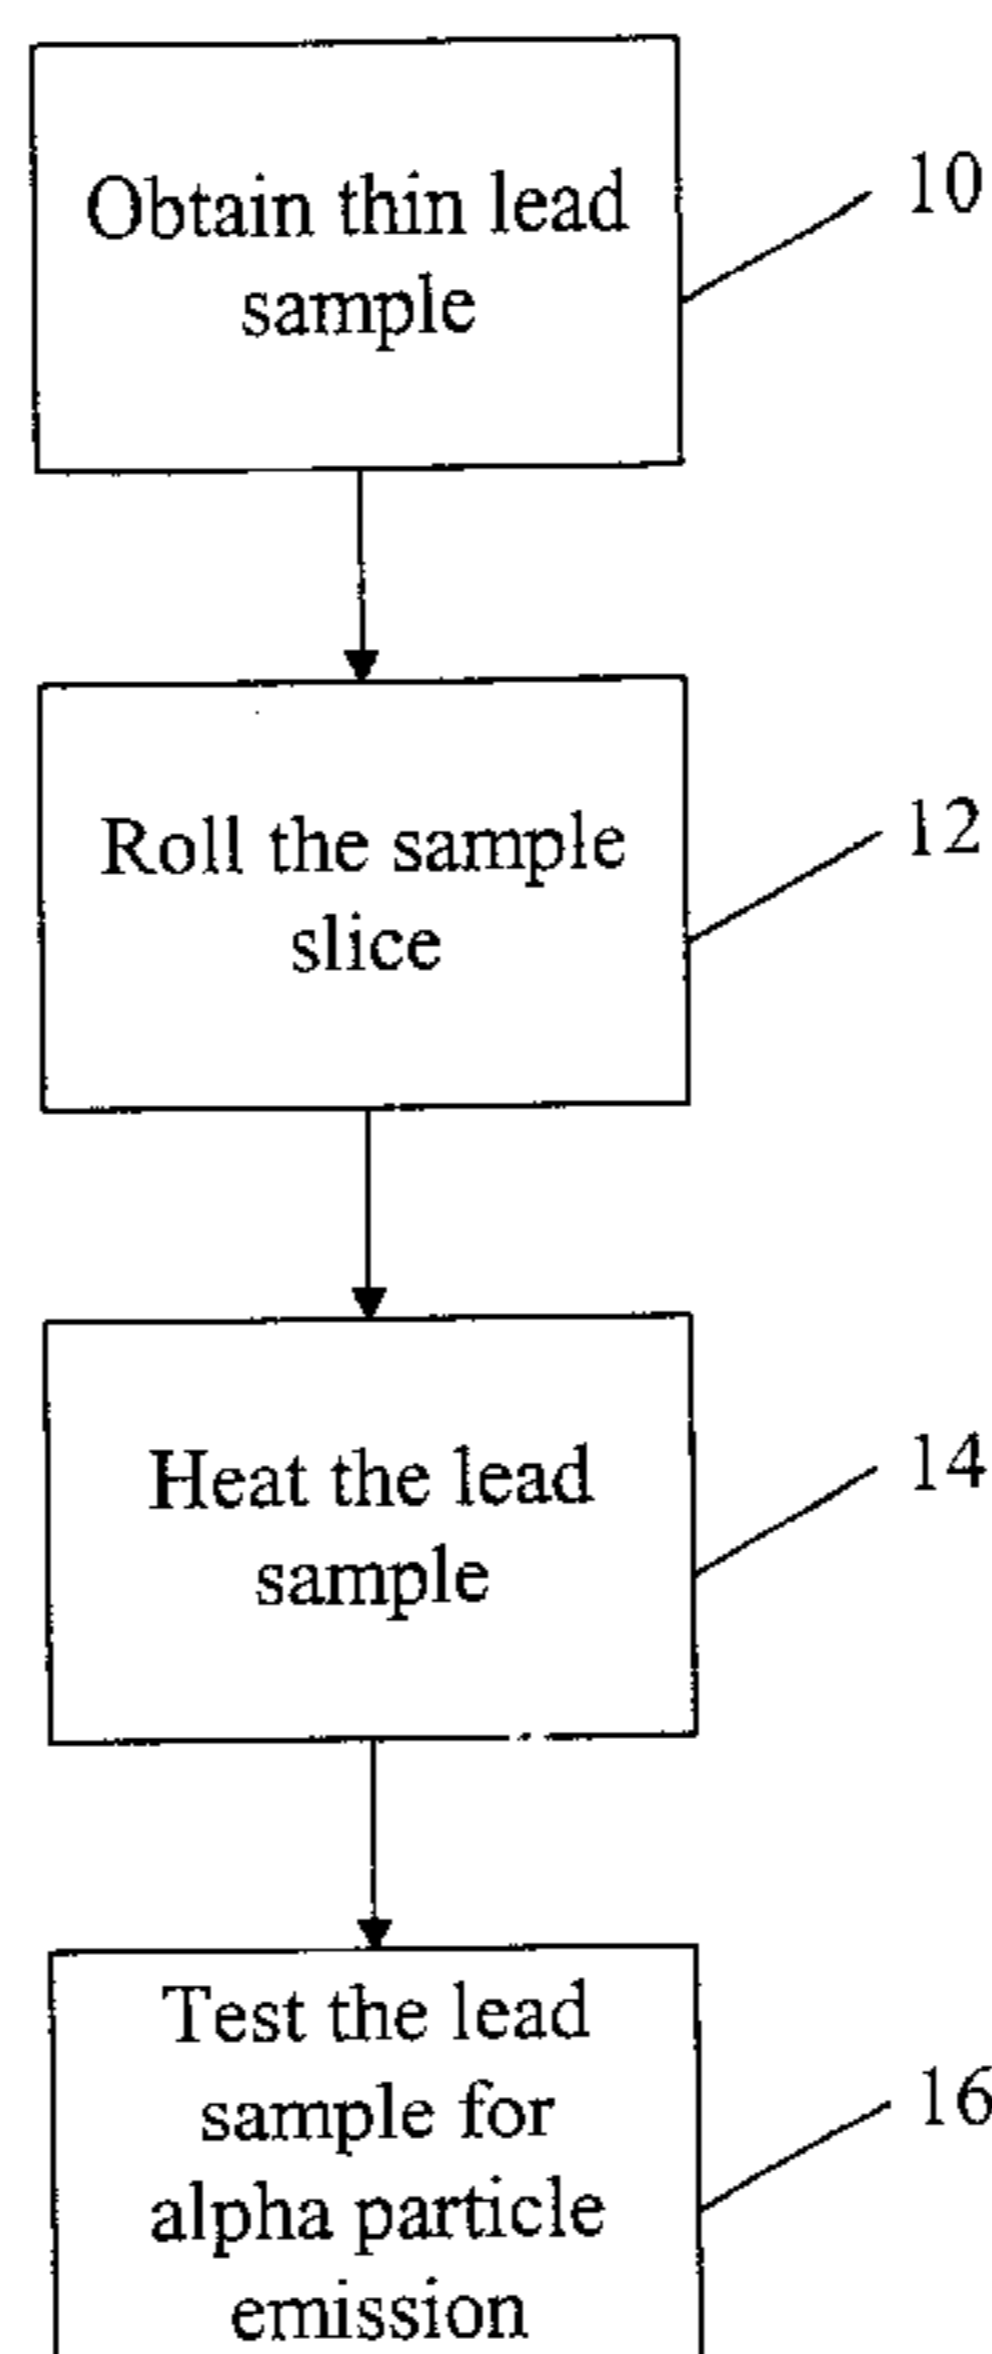 Obtain thin lead
sample
10
Roll the sample
slice
12
Heat the lead
sample
14
Test the lead
sample for
alpha particle
emission
16